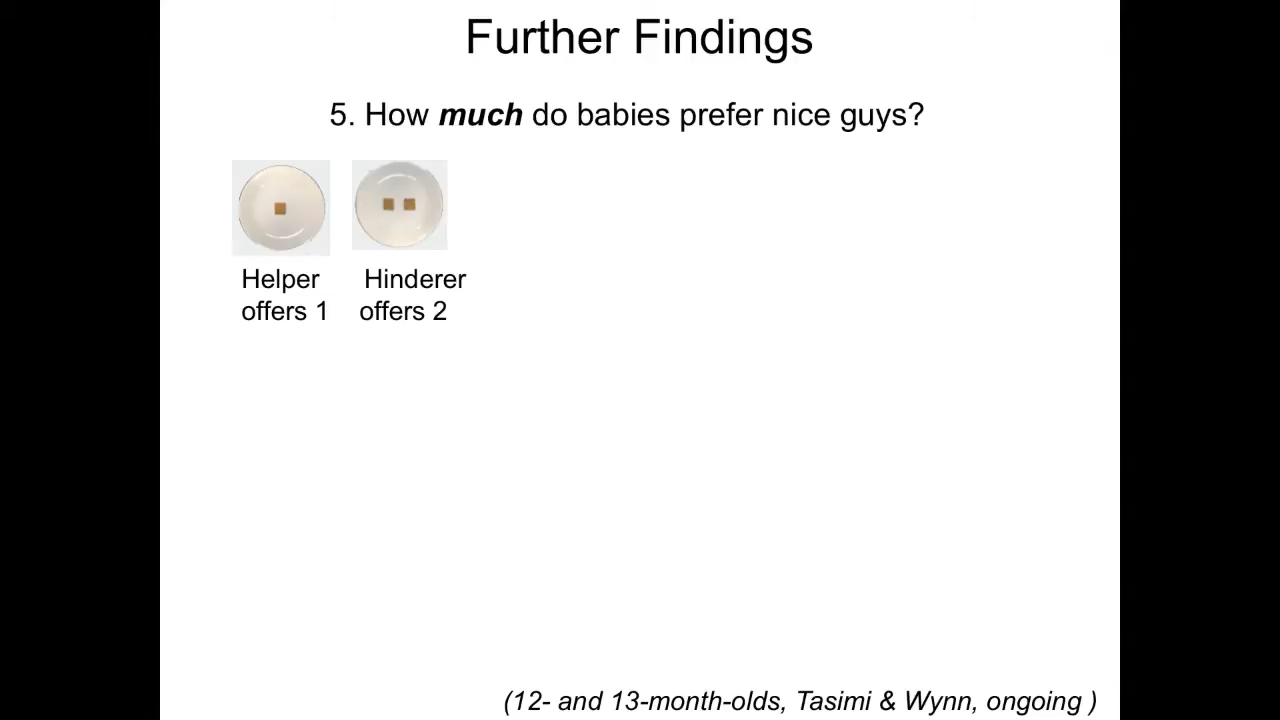 Further Findings
5. How much do babies prefer nice guys?
Helper Hinderer
offers 1 offers 2
(12- and 13-month-olds, Tasimi & Wynn, ongoing )